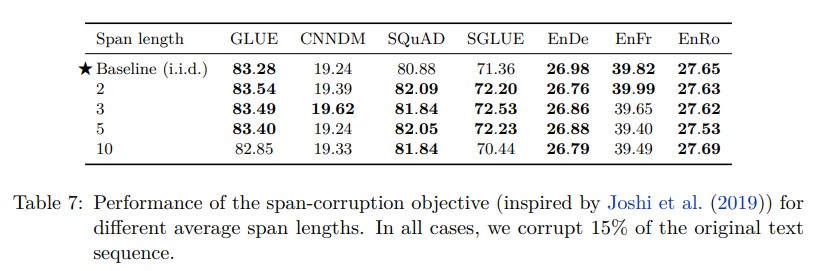 Span length GLUE CNNDM SQuAD SGLUE EnDe EnFr EnRo
★ Baseline (i.i.d.) 83.28 19.24 80.88 71.36 26.98 39.82 27.65
2 83.54 19.39 82.09 72.20 26.76 39.99 27.63
3 83.49 19.62 81.84 72.53 26.86 39.65 27.62
5 83.40 19.24 82.05 72.23 26.88 39.40 27.53
10 82.85 19.33 81.84 70.44 26.79 39.49 27.69
Table 7: Performance of the span-corruption objective (inspired by Joshi et al. (2019)) for
different average span lengths. In all cases, we corrupt 15% of the original text
sequence.